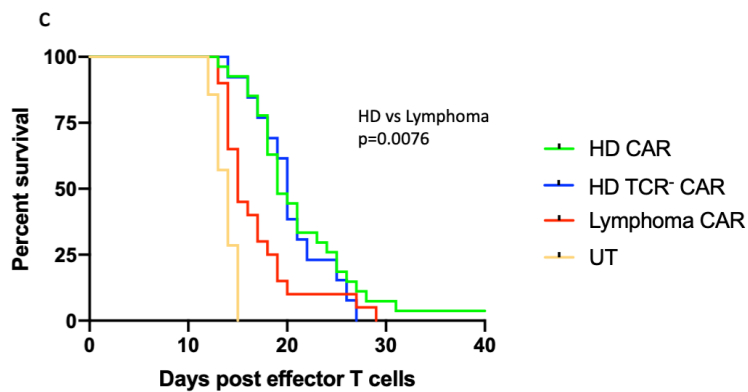 C
100
75
50
25
0
Percent survival
0 10 20 30 40
Days post effector T cells
HD vs Lymphoma
p=0.0076
HD CAR
HD TCR⁻ CAR
Lymphoma CAR
UT